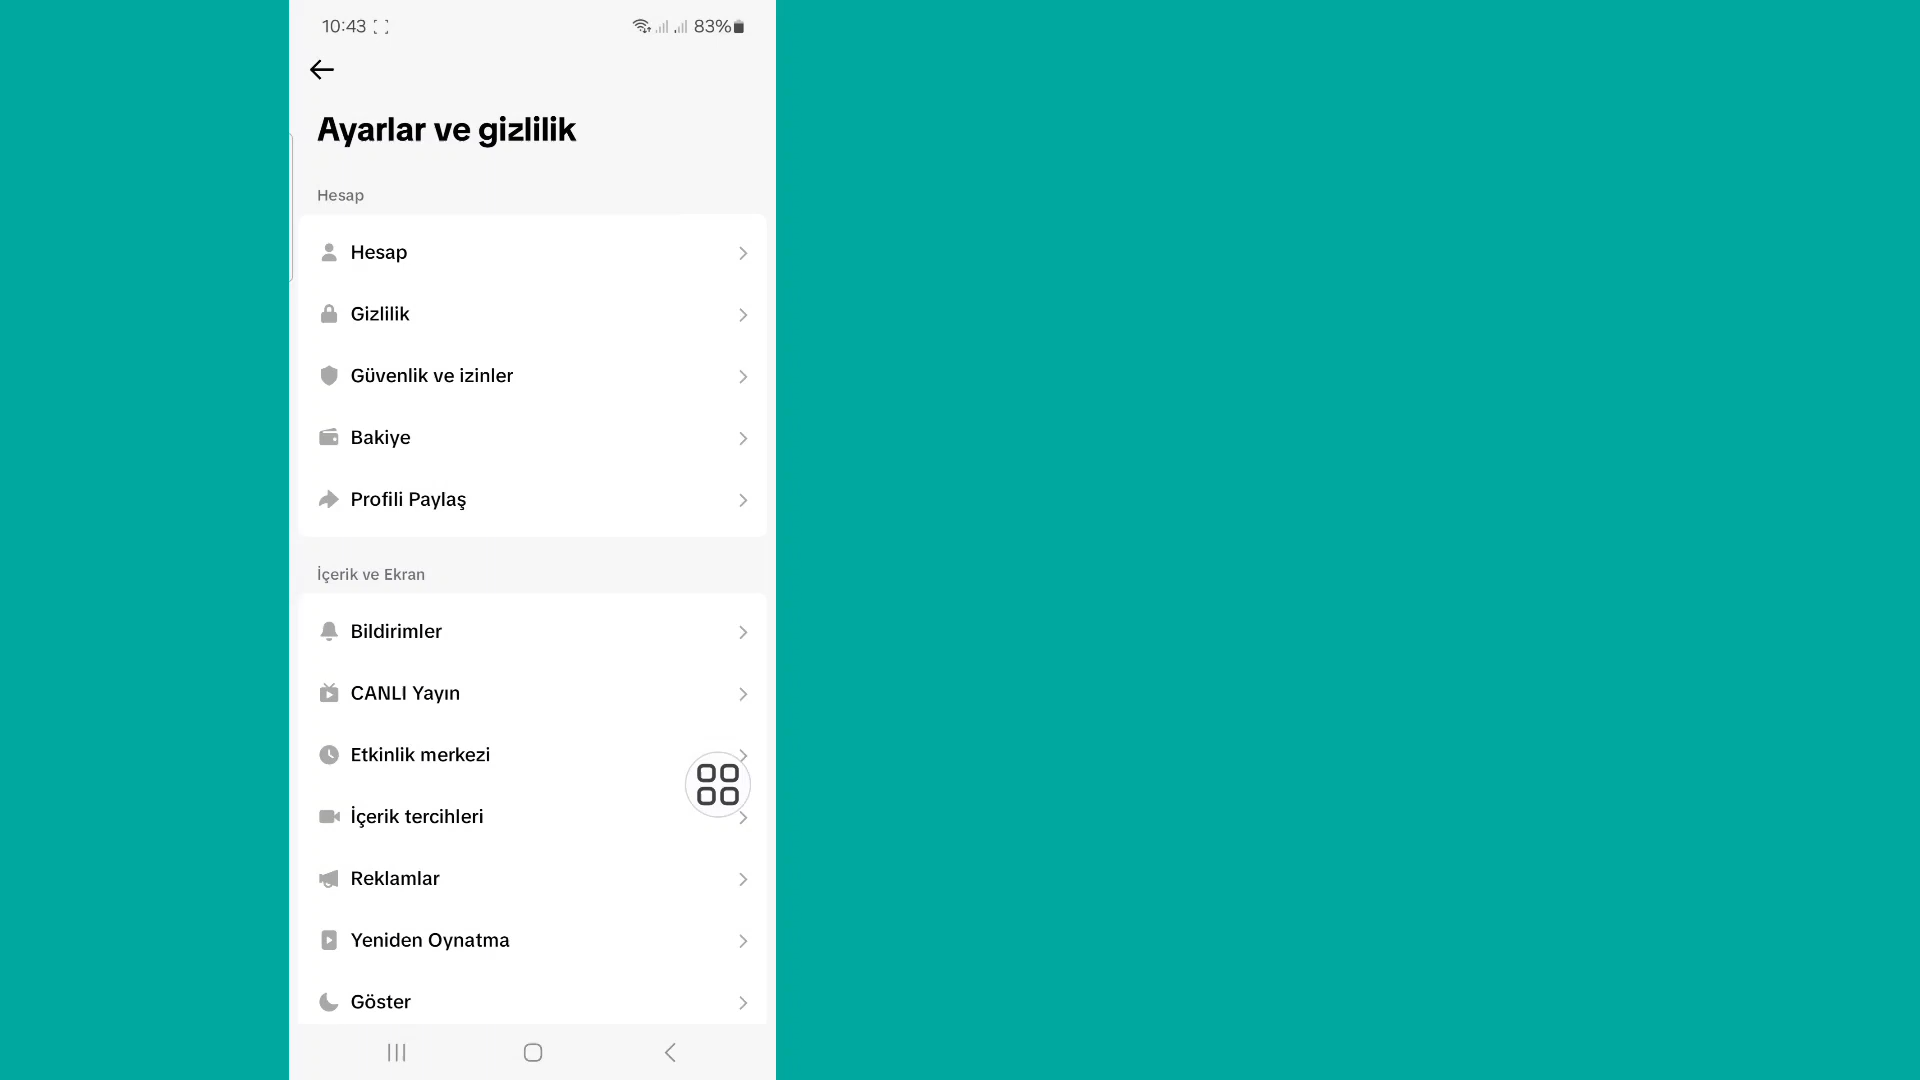 10:43 83%
Ayarlar ve gizlilik
Hesap
Hesap
Gizlilik
Güvenlik ve izinler
Bakiye
Profili Paylaş
İçerik ve Ekran
Bildirimler
CANLI Yayın
Etkinlik merkezi
İçerik tercihleri
Reklamlar
Yeniden Oynatma
Göster